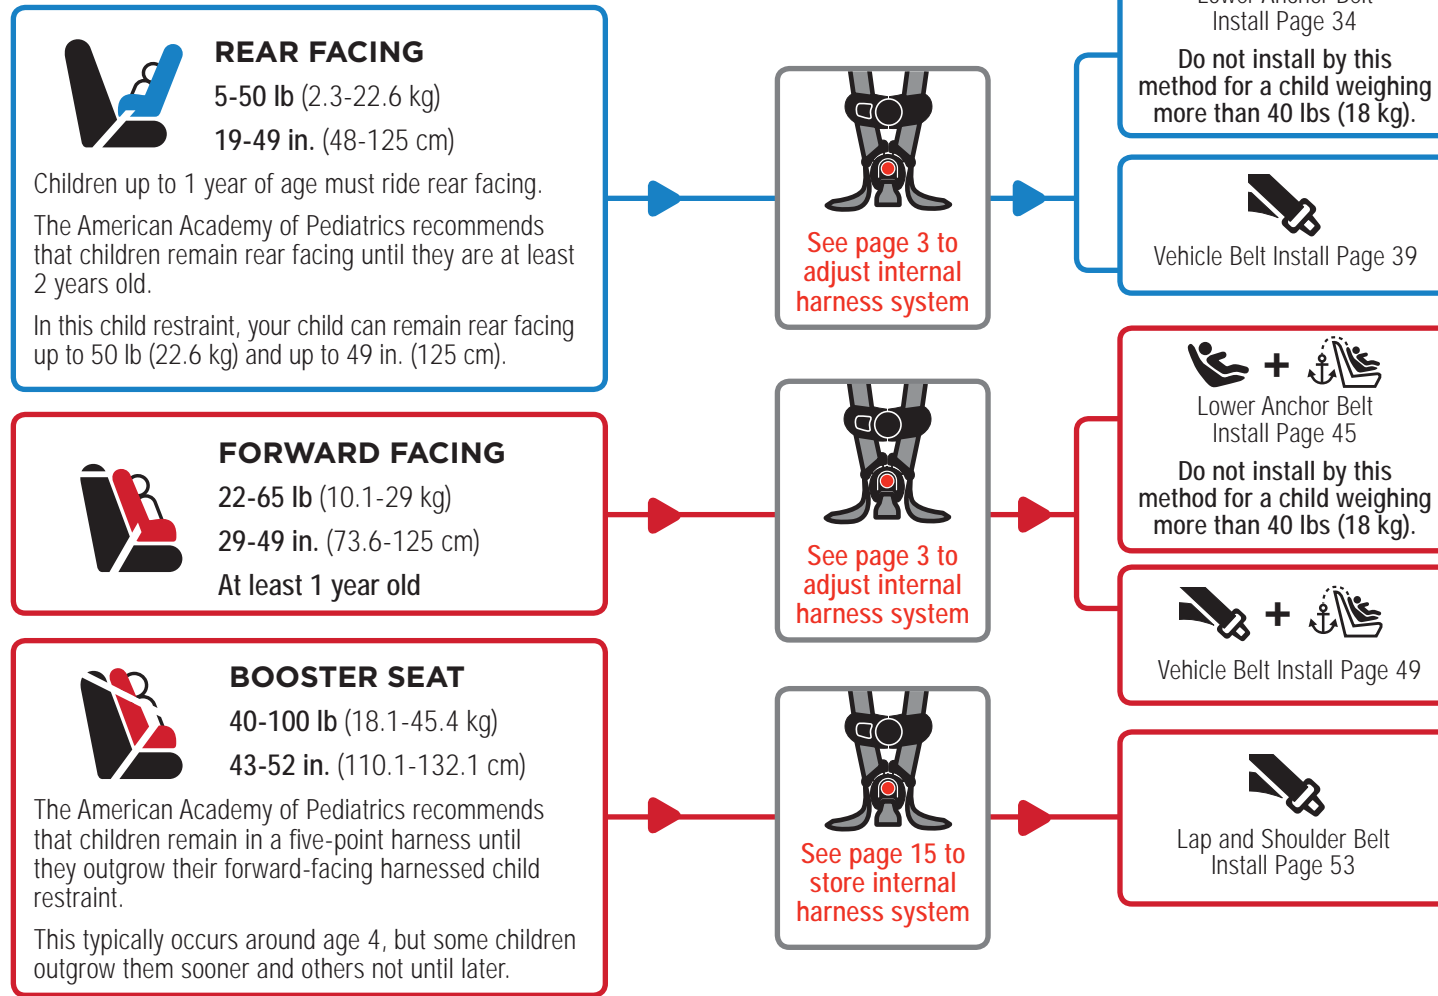 REAR FACING
5-50 lb (2.3-22.6 kg)
19-49 in. (48-125 cm)
Children up to 1 year of age must ride rear facing.
The American Academy of Pediatrics recommends
that children remain rear facing until they are at least
2 years old.
In this child restraint, your child can remain rear facing
up to 50 lb (22.6 kg) and up to 49 in. (125 cm).
See page 3 to
adjust internal
harness system
Lower Anchor Belt
Install Page 34
Do not install by this
method for a child weighing
more than 40 lbs (18 kg).
Vehicle Belt Install Page 39
FORWARD FACING
22-65 lb (10.1-29 kg)
29-49 in. (73.6-125 cm)
At least 1 year old
See page 3 to
adjust internal
harness system
+
Lower Anchor Belt
Install Page 45
Do not install by this
method for a child weighing
more than 40 lbs (18 kg).
+
Vehicle Belt Install Page 49
BOOSTER SEAT
40-100 lb (18.1-45.4 kg)
43-52 in. (110.1-132.1 cm)
The American Academy of Pediatrics recommends
that children remain in a five-point harness until
they outgrow their forward-facing harnessed child
restraint.
This typically occurs around age 4, but some children
outgrow them sooner and others not until later.
See page 15 to
store internal
harness system
Lap and Shoulder Belt
Install Page 53